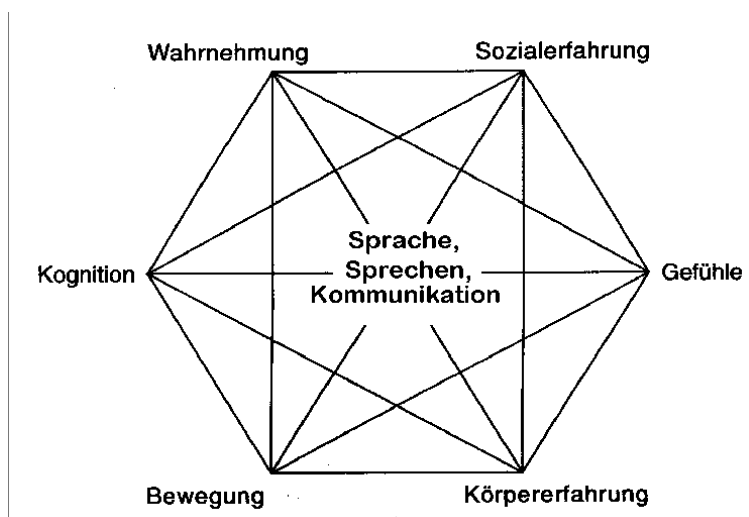 Wahrnehmung
Sozialerfahrung
Sprache,
Sprechen,
Kommunikation
Kognition
Gefühle
Bewegung
Körpererfahrung